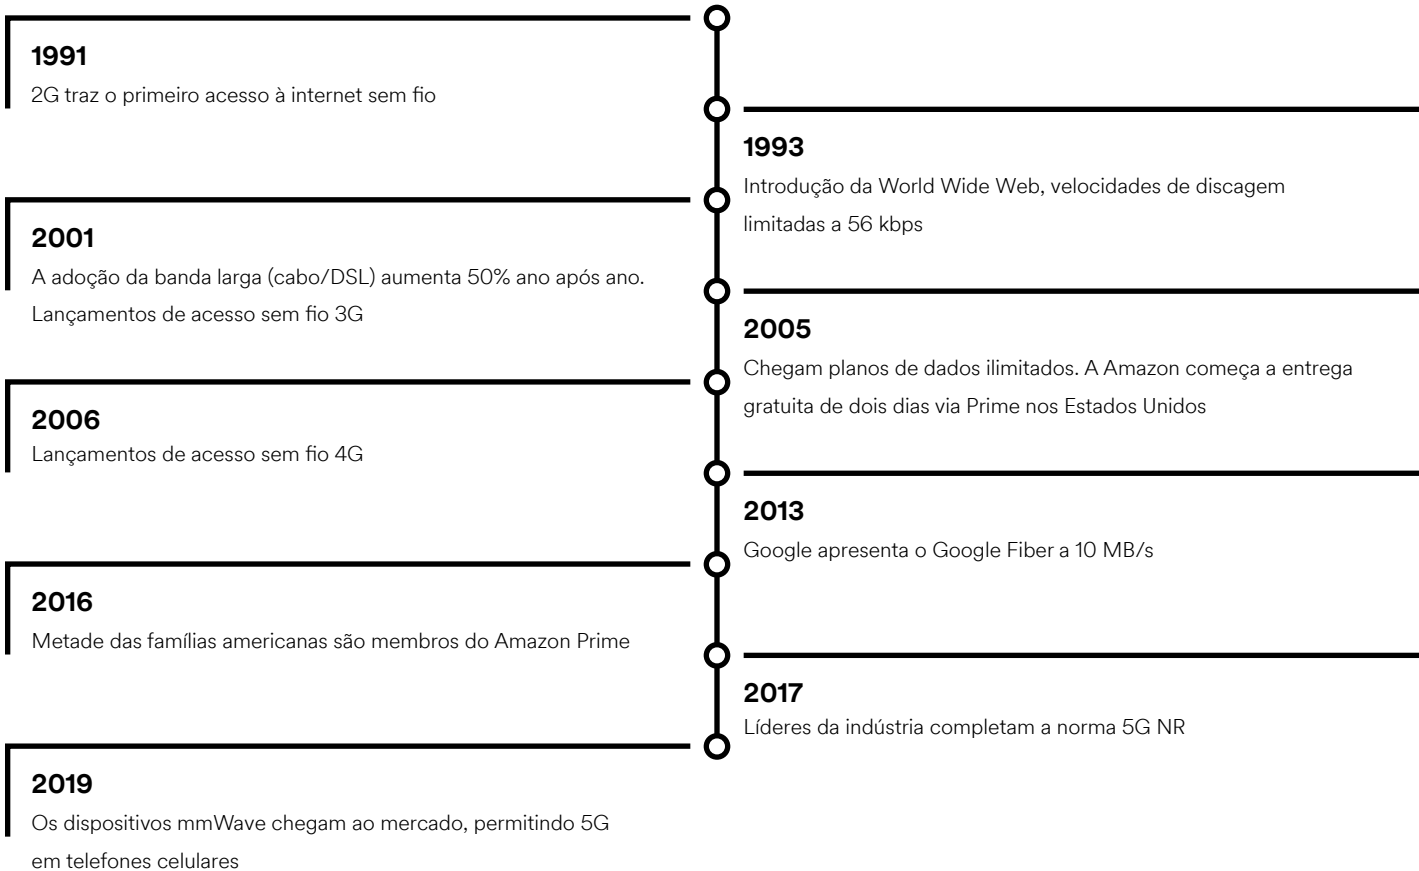 1991
2G traz o primeiro acesso à internet sem fio
1993
Introdução da World Wide Web, velocidades de discagem
limitadas a 56 kbps
2001
A adoção da banda larga (cabo/DSL) aumenta 50% ano após ano.
Lançamentos de acesso sem fio 3G
2005
Chegam planos de dados ilimitados. A Amazon começa a entrega
gratuita de dois dias via Prime nos Estados Unidos
2006
Lançamentos de acesso sem fio 4G
2013
Google apresenta o Google Fiber a 10 MB/s
2016
Metade das famílias americanas são membros do Amazon Prime
2017
Líderes da indústria completam a norma 5G NR
2019
Os dispositivos mmWave chegam ao mercado, permitindo 5G
em telefones celulares